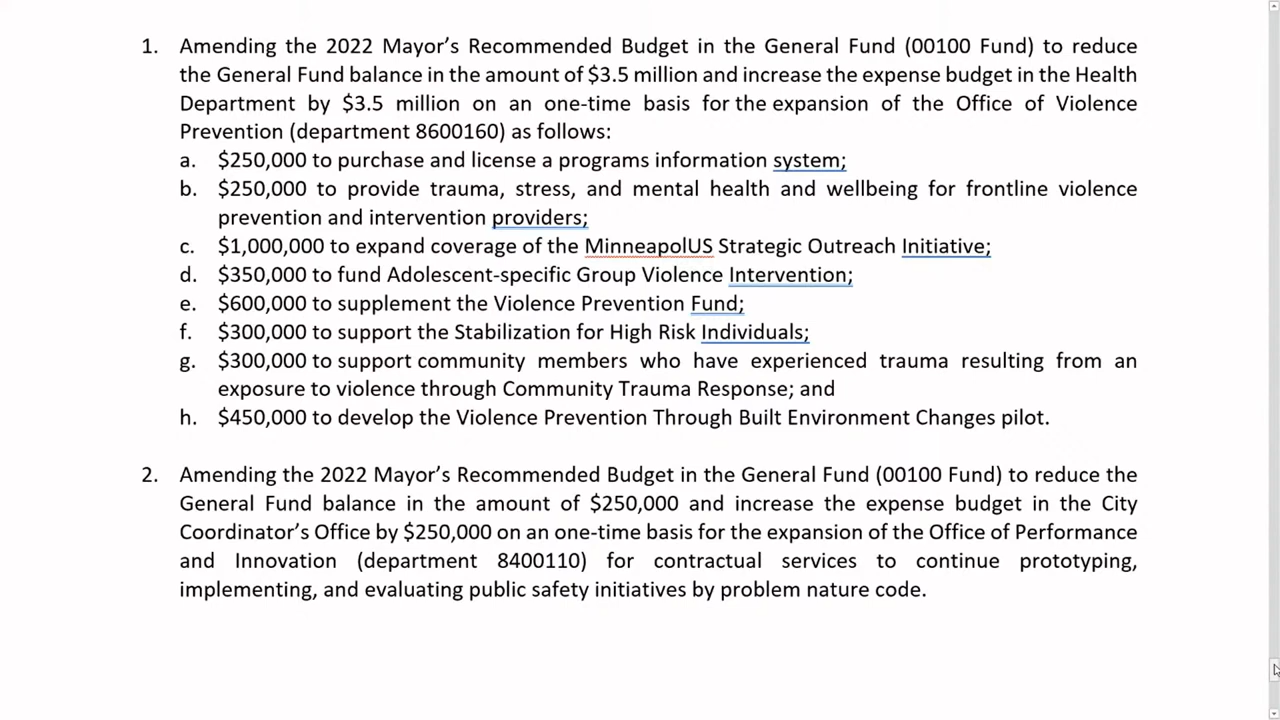 1. Amending the 2022 Mayor’s Recommended Budget in the General Fund (00100 Fund) to reduce
the General Fund balance in the amount of $3.5 million and increase the expense budget in the Health
Department by $3.5 million on an one-time basis for the expansion of the Office of Violence
Prevention (department 8600160) as follows:
a. $250,000 to purchase and license a programs information system;
b. $250,000 to provide trauma, stress, and mental health and wellbeing for frontline violence
prevention and intervention providers;
c. $1,000,000 to expand coverage of the MinneapolUS Strategic Outreach Initiative;
d. $350,000 to fund Adolescent-specific Group Violence Intervention;
e. $600,000 to supplement the Violence Prevention Fund;
f. $300,000 to support the Stabilization for High Risk Individuals;
g. $300,000 to support community members who have experienced trauma resulting from an
exposure to violence through Community Trauma Response; and
h. $450,000 to develop the Violence Prevention Through Built Environment Changes pilot.
2. Amending the 2022 Mayor’s Recommended Budget in the General Fund (00100 Fund) to reduce the
General Fund balance in the amount of $250,000 and increase the expense budget in the City
Coordinator’s Office by $250,000 on an one-time basis for the expansion of the Office of Performance
and Innovation (department 8400110) for contractual services to continue prototyping,
implementing, and evaluating public safety initiatives by problem nature code.